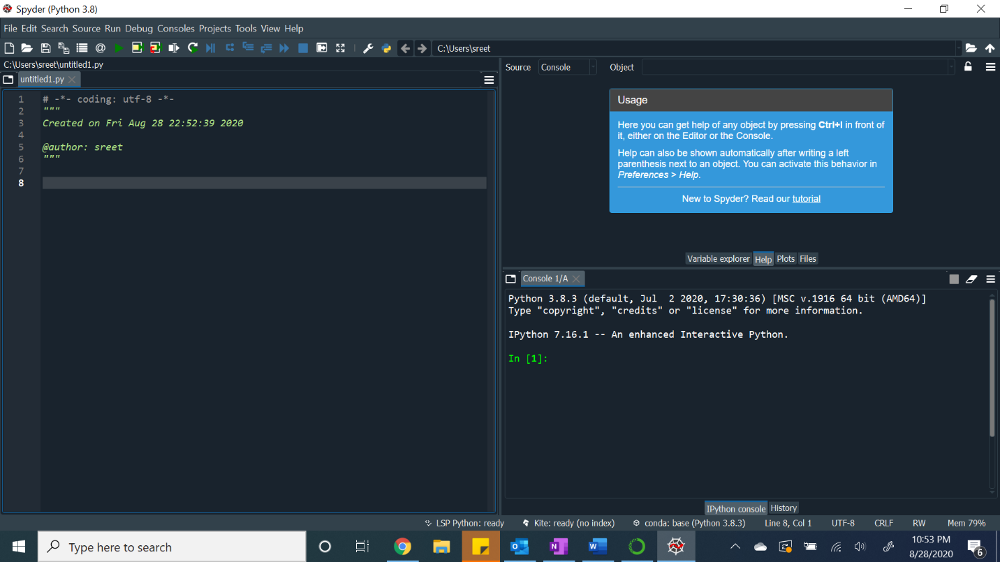 Spyder (Python 3.8)
File Edit Search Source Run Debug Consoles Projects Tools View Help
C:\Users\sreet
C:\Users\sreet\untitled1.py
untitled1.py
1 # -*- coding: utf-8 -*-
2 """
3 Created on Fri Aug 28 22:52:39 2020
4
5 @author: sreet
6 """
7
8
Source Console Object
Usage
Here you can get help of any object by pressing Ctrl+I in front of
it, either on the Editor or the Console.
Help can also be shown automatically after writing a left
parenthesis next to an object. You can activate this behavior in
Preferences > Help.
New to Spyder? Read our tutorial
Variable explorer Help Plots Files
Console 1/A
Python 3.8.3 (default, Jul  2 2020, 17:30:36) [MSC v.1916 64 bit (AMD64)]
Type "copyright", "credits" or "license" for more information.
IPython 7.16.1 -- An enhanced Interactive Python.
In [1]:
IPython console History
LSP Python: ready Kite: ready (no index) conda: base (Python 3.8.3) Line 8, Col 1 UTF-8 CRLF RW Mem 79%
Type here to search
10:53 PM
8/28/2020
6